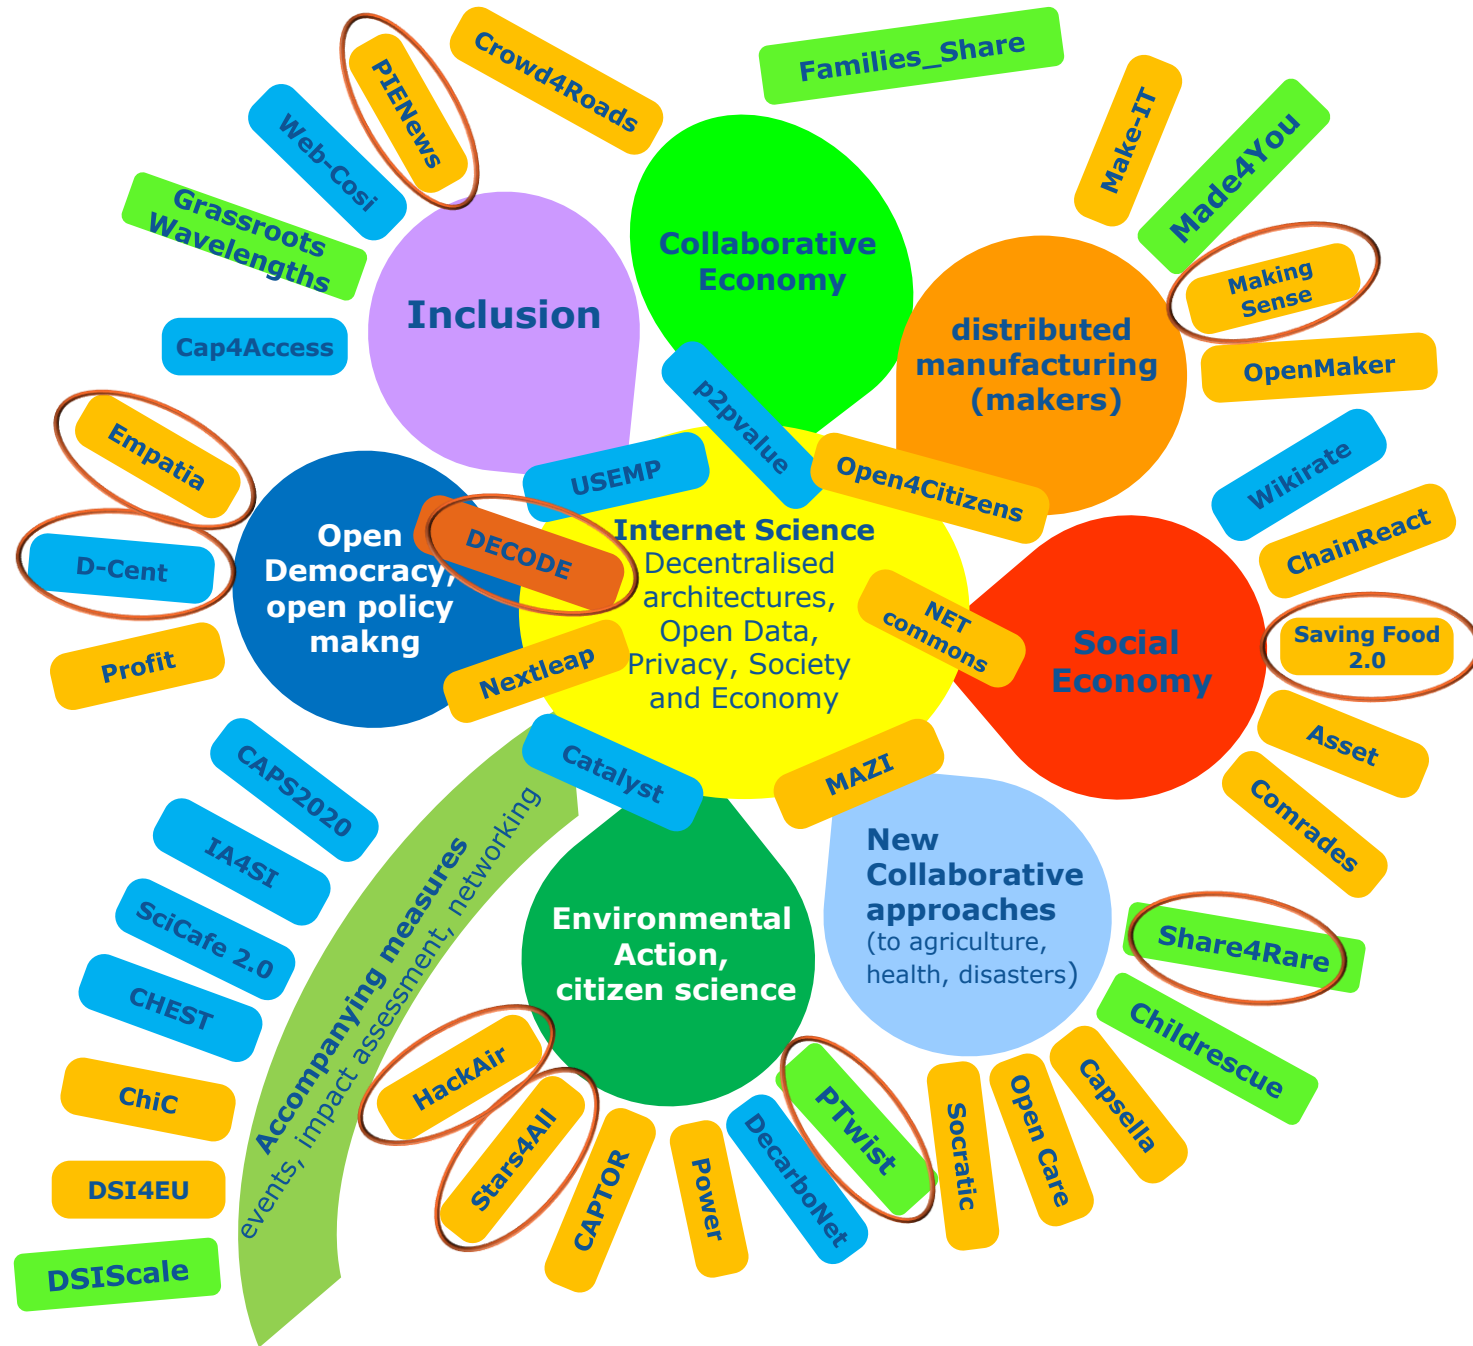 PIENews
Crowd4Roads
Families_Share
Web-Cosi
Make-IT
Made4You
Grassroots
Wavelengths
Collaborative
Economy
Making
Sense
Inclusion
distributed
manufacturing
(makers)
Cap4Access
OpenMaker
p2pvalue
Empatia
Wikirate
USEMP
Open4Citizens
ChainReact
Open
Democracy,
open policy
makng
D-Cent
DECODE
Internet Science
Decentralised
architectures,
Open Data,
Privacy, Society
and Economy
NET
commons
Social
Economy
Saving Food
2.0
Profit
Nextleap
Asset
Catalyst
MAZI
Comrades
CAPS2020
IA4SI
SciCafe 2.0
CHEST
ChiC
DSI4EU
DSIScale
Accompanying measures
events, impact assessment, networking
Environmental
Action,
citizen science
New
Collaborative
approaches
(to agriculture,
health, disasters)
Share4Rare
Childrescue
HackAir
Stars4All
CAPTOR
Power
DecarboNet
PTwist
Socratic
Open Care
Capsella